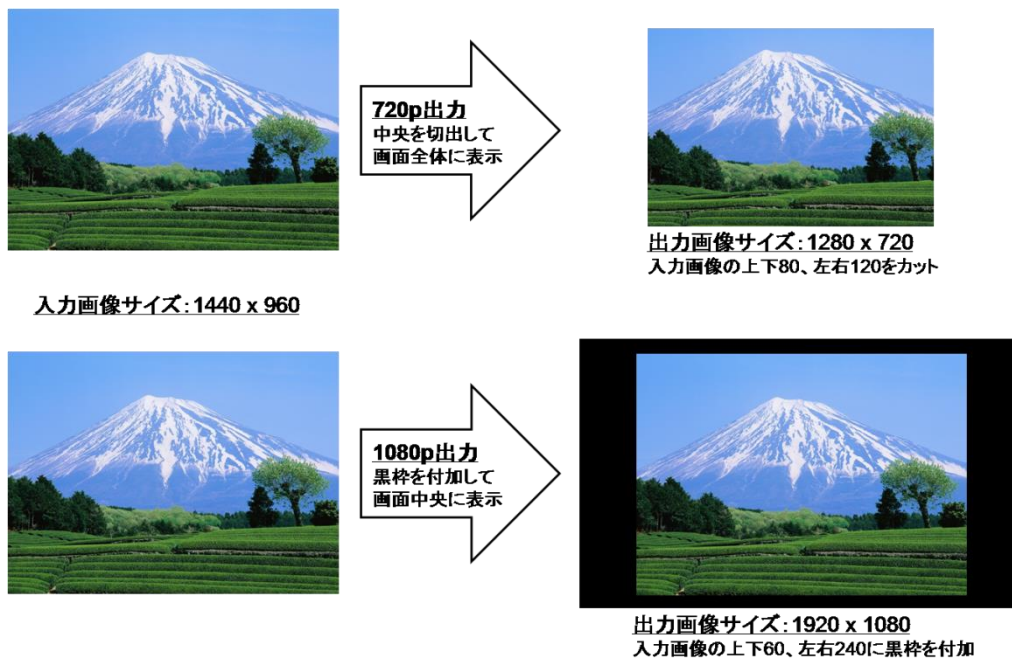 720p出力
中央を切出して
画面全体に表示
出力画像サイズ:1280 x 720
入力画像の上下80、左右120をカット
入力画像サイズ:1440 x 960
1080p出力
黒枠を付加して
画面中央に表示
出力画像サイズ:1920 x 1080
入力画像の上下60、左右240に黒枠を付加